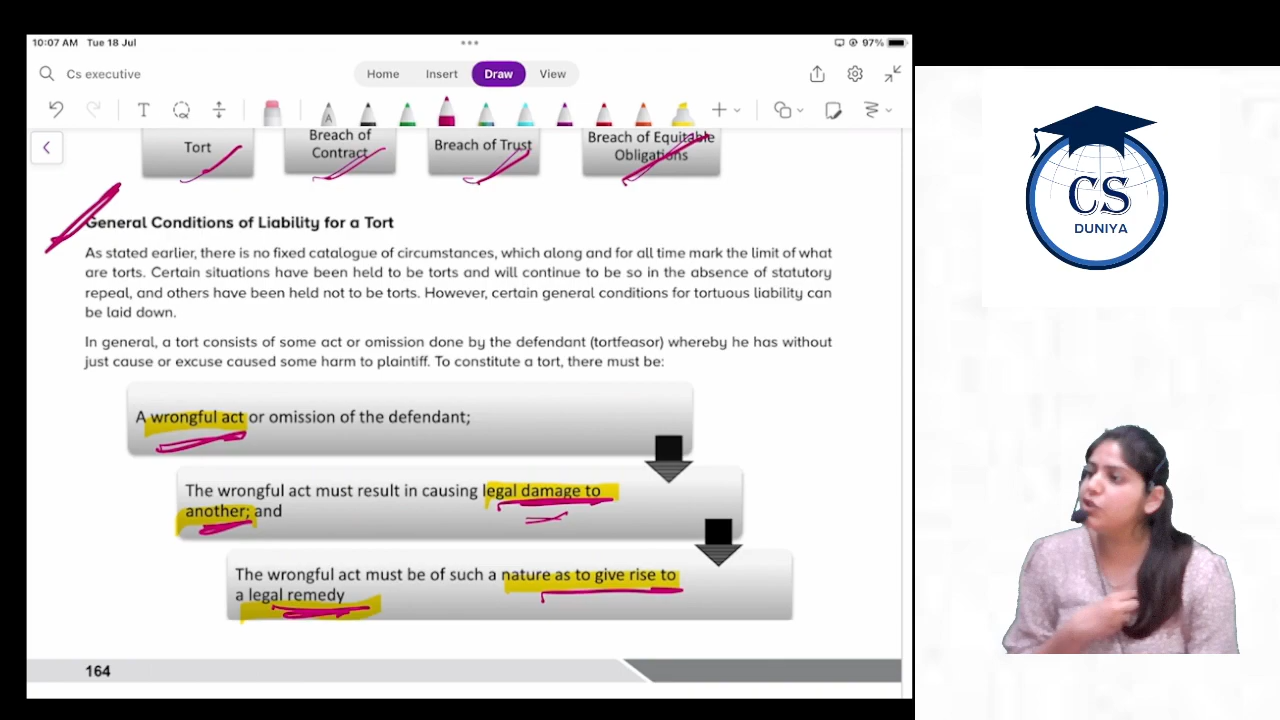 10:07 AM Tue 18 Jul
97%
Cs executive
Home Insert Draw View
T
A
Tort
Breach of
Contract
Breach of Trust
Breach of Equitable
Obligations
General Conditions of Liability for a Tort
As stated earlier, there is no fixed catalogue of circumstances, which along and for all time mark the limit of what
are torts. Certain situations have been held to be torts and will continue to be so in the absence of statutory
repeal, and others have been held not to be torts. However, certain general conditions for tortuous liability can
be laid down.
In general, a tort consists of some act or omission done by the defendant (tortfeasor) whereby he has without
just cause or excuse caused some harm to plaintiff. To constitute a tort, there must be:
A wrongful act or omission of the defendant;
The wrongful act must result in causing legal damage to
another; and
The wrongful act must be of such a nature as to give rise to
a legal remedy
164
CS
DUNIYA